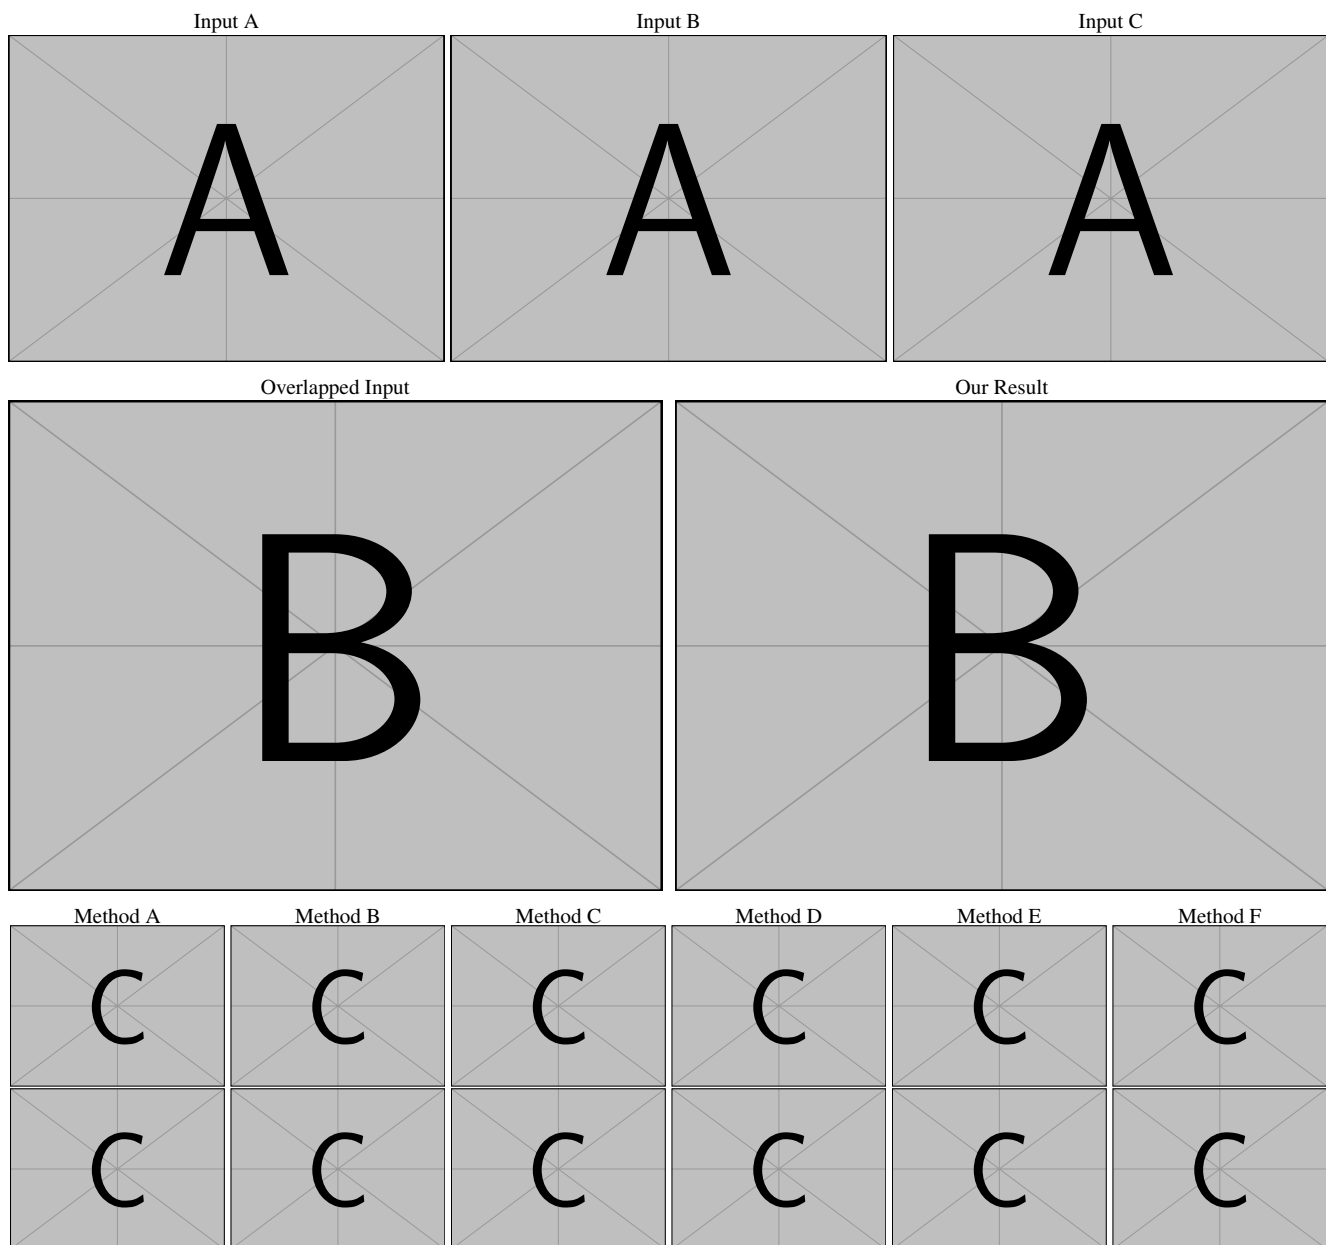 Input A Input B Input C
A A A
Overlapped Input Our Result
B B
Method A Method B Method C Method D Method E Method F
C C C C C C
C C C C C C